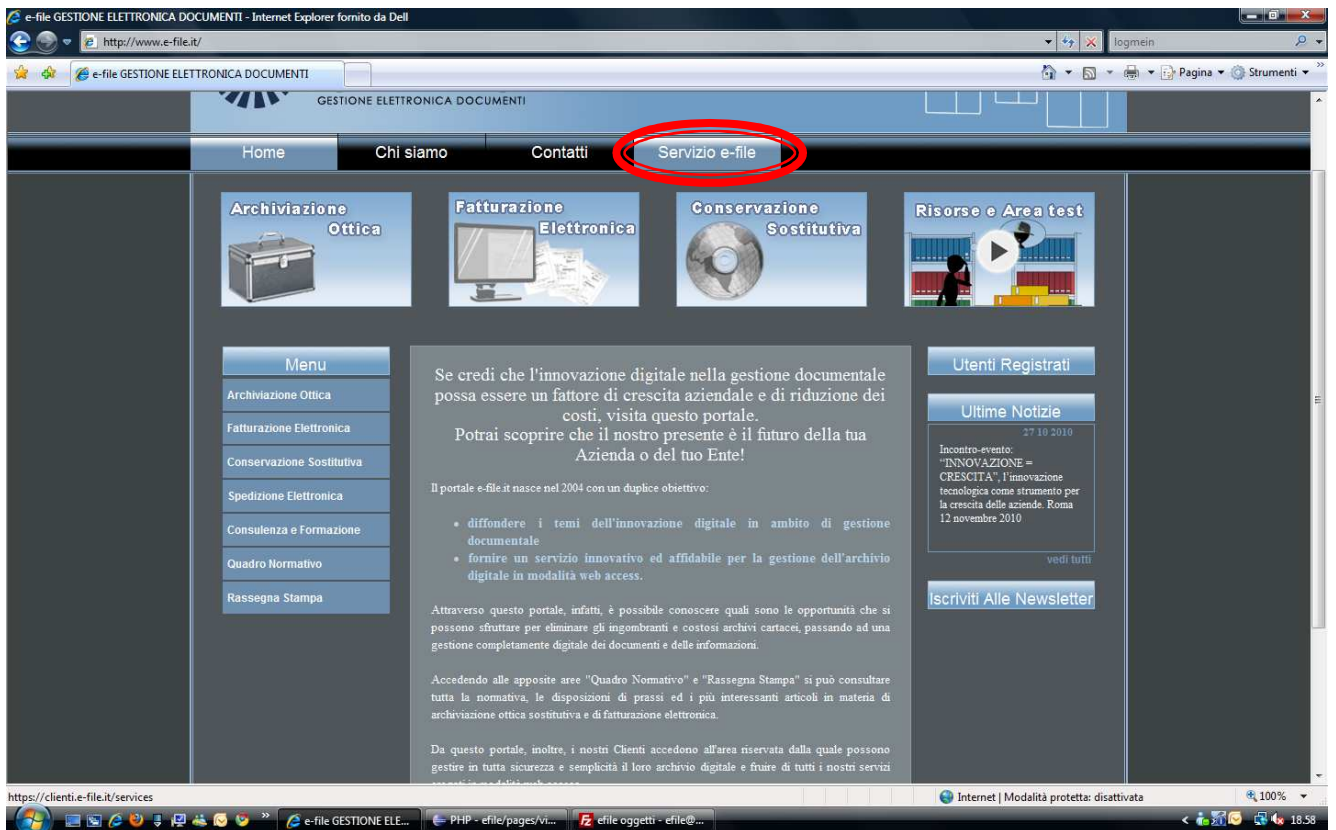 e-file GESTIONE ELETTRONICA DOCUMENTI - Internet Explorer fornito da Dell
http://www.e-file.it/
logmein
e-file GESTIONE ELETTRONICA DOCUMENTI
Pagina
Strumenti
GESTIONE ELETTRONICA DOCUMENTI
Home
Chi siamo
Contatti
Servizio e-file
Archiviazione
Ottica
Fatturazione
Elettronica
Conservazione
Sostitutiva
Risorse e Area test
Menu
Archiviazione Ottica
Fatturazione Elettronica
Conservazione Sostitutiva
Spedizione Elettronica
Consulenza e Formazione
Quadro Normativo
Rassegna Stampa
Se credi che l'innovazione digitale nella gestione documentale
possa essere un fattore di crescita aziendale e di riduzione dei
costi, visita questo portale.
Potrai scoprire che il nostro presente è il futuro della tua
Azienda o del tuo Ente!
Il portale e-file.it nasce nel 2004 con un duplice obiettivo:
• diffondere i temi dell'innovazione digitale in ambito di gestione
documentale
• fornire un servizio innovativo ed affidabile per la gestione dell'archivio
digitale in modalità web access.
Attraverso questo portale, infatti, è possibile conoscere quali sono le opportunità che si
possono sfruttare per eliminare gli ingombranti e costosi archivi cartacei, passando ad una
gestione completamente digitale dei documenti e delle informazioni.
Accedendo alle apposite aree "Quadro Normativo" e "Rassegna Stampa" si può consultare
tutta la normativa, le disposizioni di prassi ed i più interessanti articoli in materia di
archiviazione ottica sostitutiva e di fatturazione elettronica.
Da questo portale, inoltre, i nostri Clienti accedono all'area riservata dalla quale possono
gestire in tutta sicurezza e semplicità il loro archivio digitale e fruire di tutti i nostri servizi
Utenti Registrati
Ultime Notizie
27 10 2010
Incontro-evento:
"INNOVAZIONE =
CRESCITA", l'innovazione
tecnologica come strumento per
la crescita delle aziende. Roma
12 novembre 2010
vedi tutti
Iscriviti Alle Newsletter
https://clienti.e-file.it/services
Internet | Modalità protetta: disattivata
100%
e-file GESTIONE ELE...
PHP - efile/pages/vi...
efile oggetti - efile@...
18.58